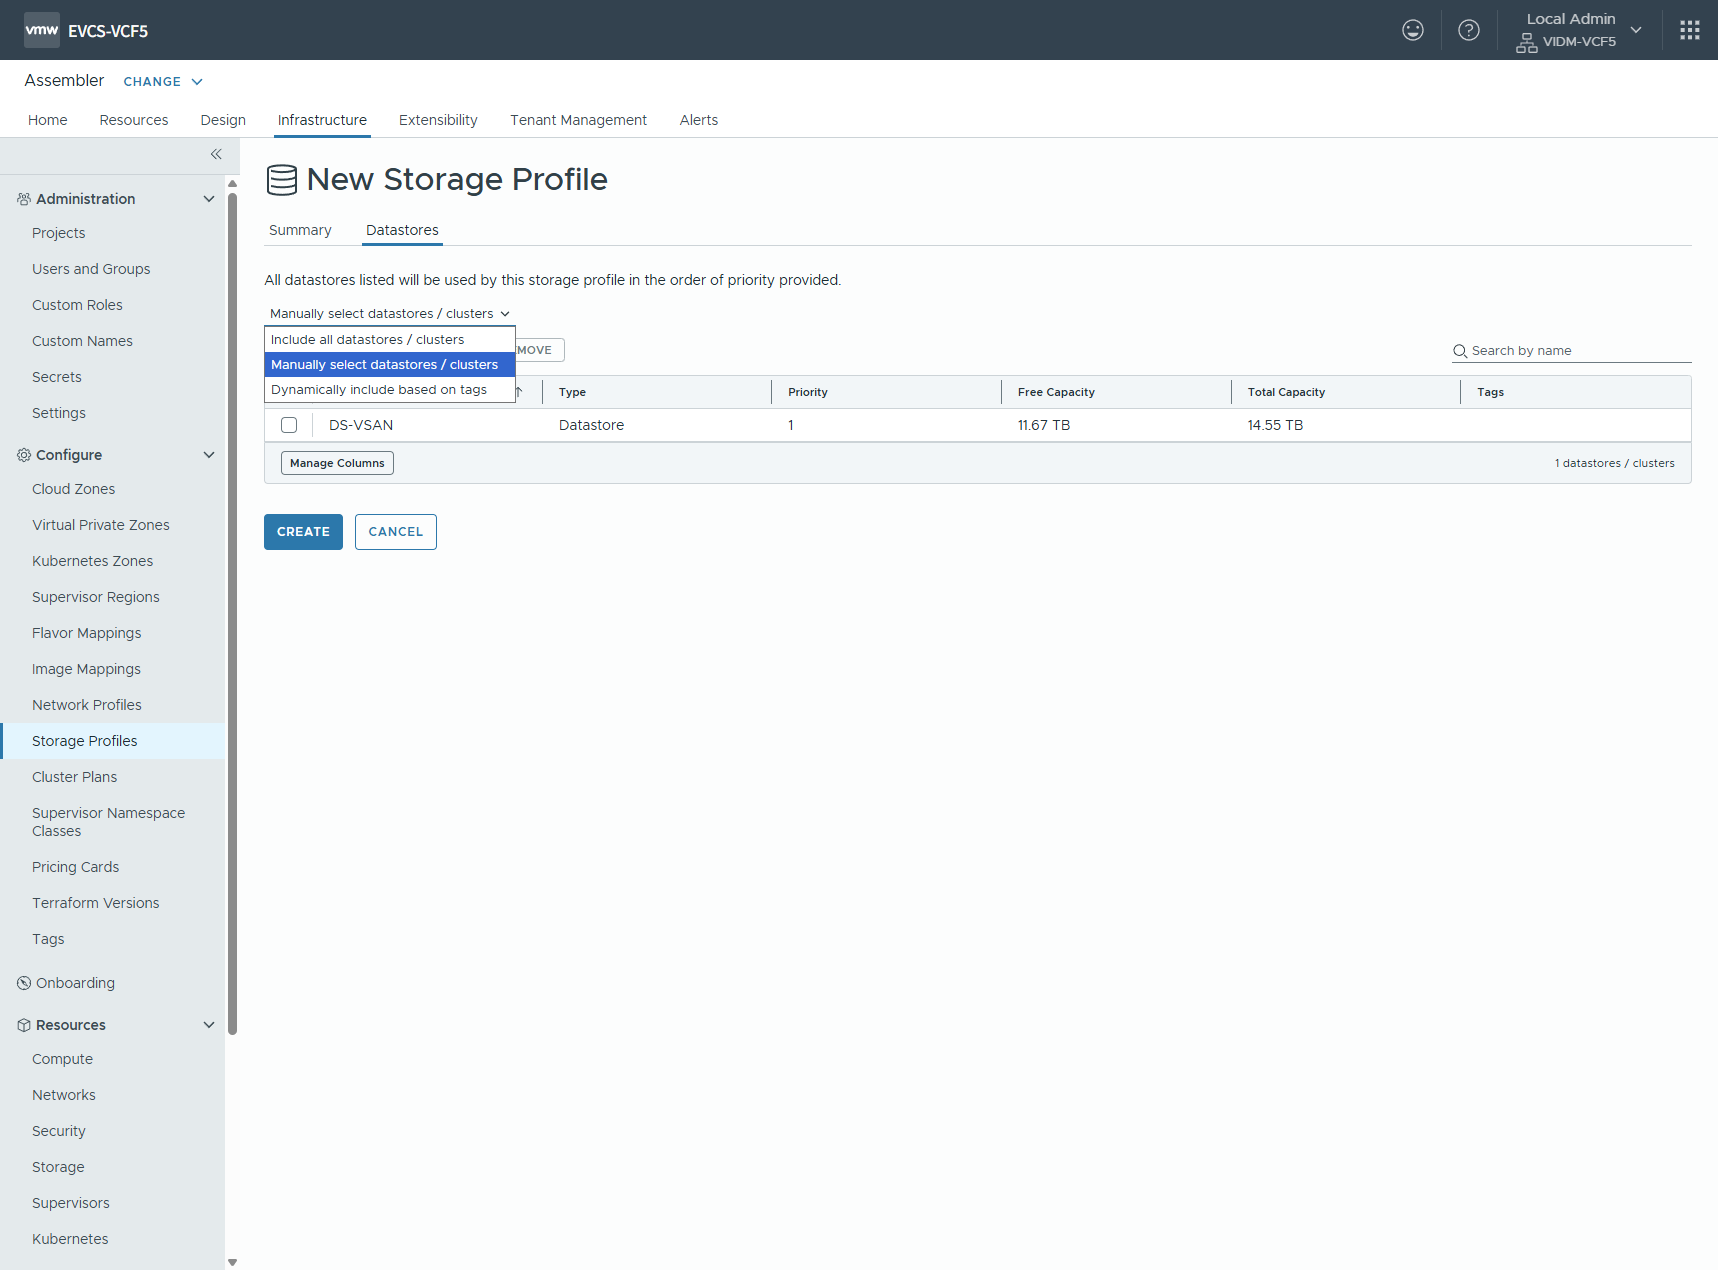 vmw EVCS-VCF5
Local Admin
VIDM-VCF5
Assembler CHANGE
Home Resources Design Infrastructure Extensibility Tenant Management Alerts
Administration
Projects
Users and Groups
Custom Roles
Custom Names
Secrets
Settings
Configure
Cloud Zones
Virtual Private Zones
Kubernetes Zones
Supervisor Regions
Flavor Mappings
Image Mappings
Network Profiles
Storage Profiles
Cluster Plans
Supervisor Namespace
Classes
Pricing Cards
Terraform Versions
Tags
Onboarding
Resources
Compute
Networks
Security
Storage
Supervisors
Kubernetes
New Storage Profile
Summary Datastores
All datastores listed will be used by this storage profile in the order of priority provided.
Manually select datastores / clusters
Include all datastores / clusters
Manually select datastores / clusters
Dynamically include based on tags
MOVE
Search by name
Type Priority Free Capacity Total Capacity Tags
DS-VSAN Datastore 1 11.67 TB 14.55 TB
Manage Columns 1 datastores / clusters
CREATE CANCEL